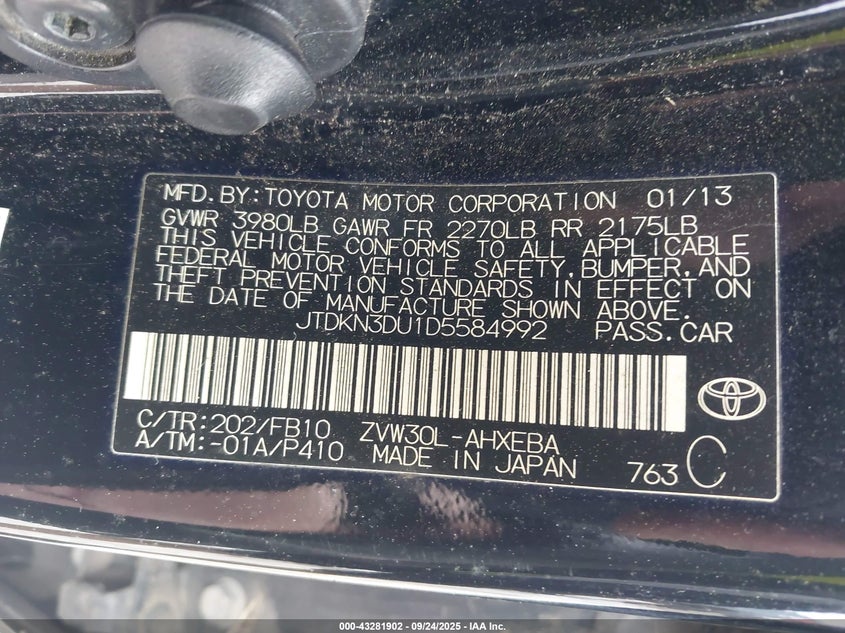 MFD.BY:TOYOTA MOTOR CORPORATION 01/13
GVWR 3980LB GAWR FR 2270LB RR 2175LB
THIS VEHICLE CONFORMS TO ALL APPLICABLE
FEDERAL MOTOR VEHICLE SAFETY,BUMPER,AND
THEFT PREVENTION STANDARDS IN EFFECT ON
THE DATE OF MANUFACTURE SHOWN ABOVE.
JTDKN3DU1D5584992 PASS.CAR
C/TR:202/FB10 ZVW30L-AHXEBA
A/TM:-01A/P410 MADE IN JAPAN 763 C
000-43281902 - 09/24/2025 - IAA Inc.